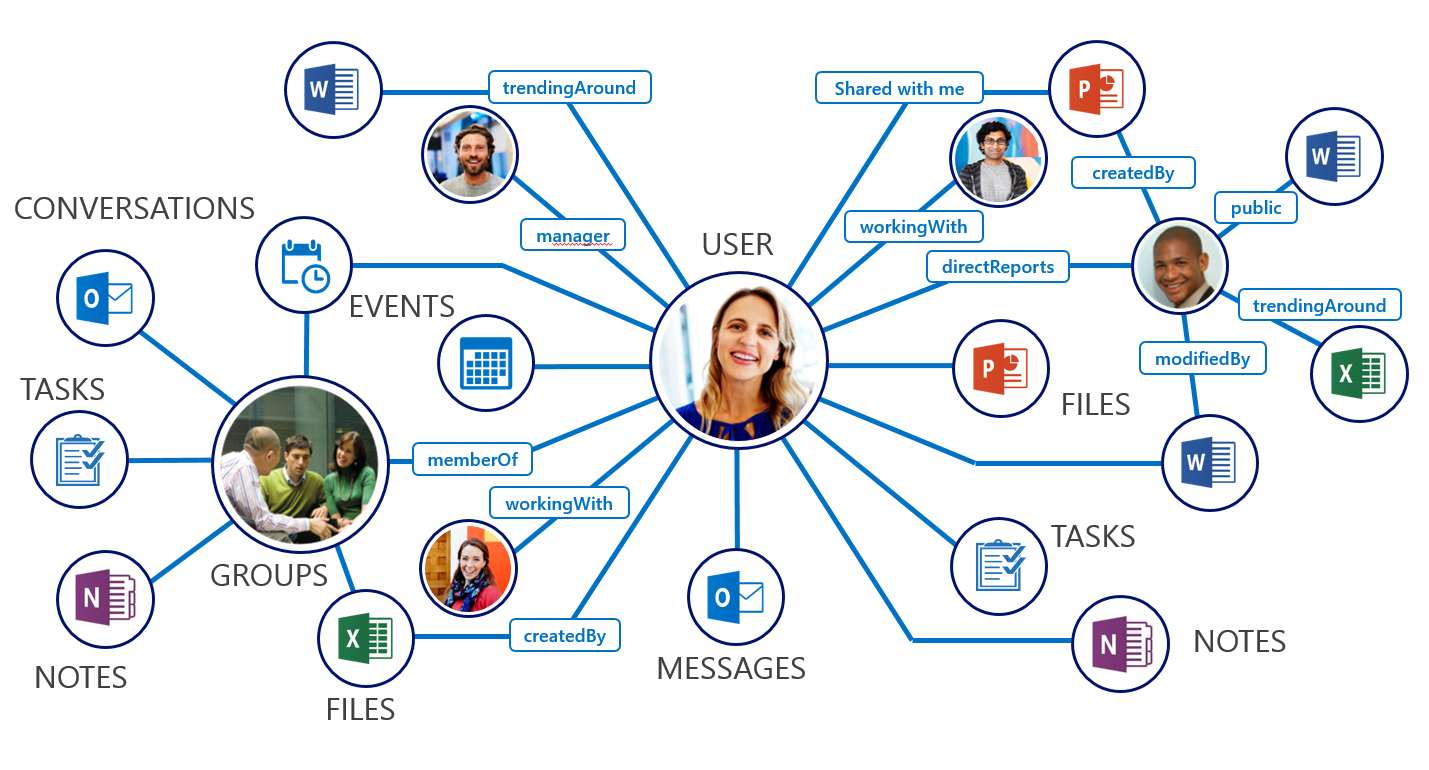 W
trendingAround
Shared with me
P
createdBy
W
CONVERSATIONS
public
manager
workingWith
USER
directReports
O
EVENTS
trendingAround
modifiedBy
P
X
TASKS
FILES
memberOf
W
workingWith
TASKS
GROUPS
N
O
createdBy
X
N
NOTES
MESSAGES
NOTES
FILES